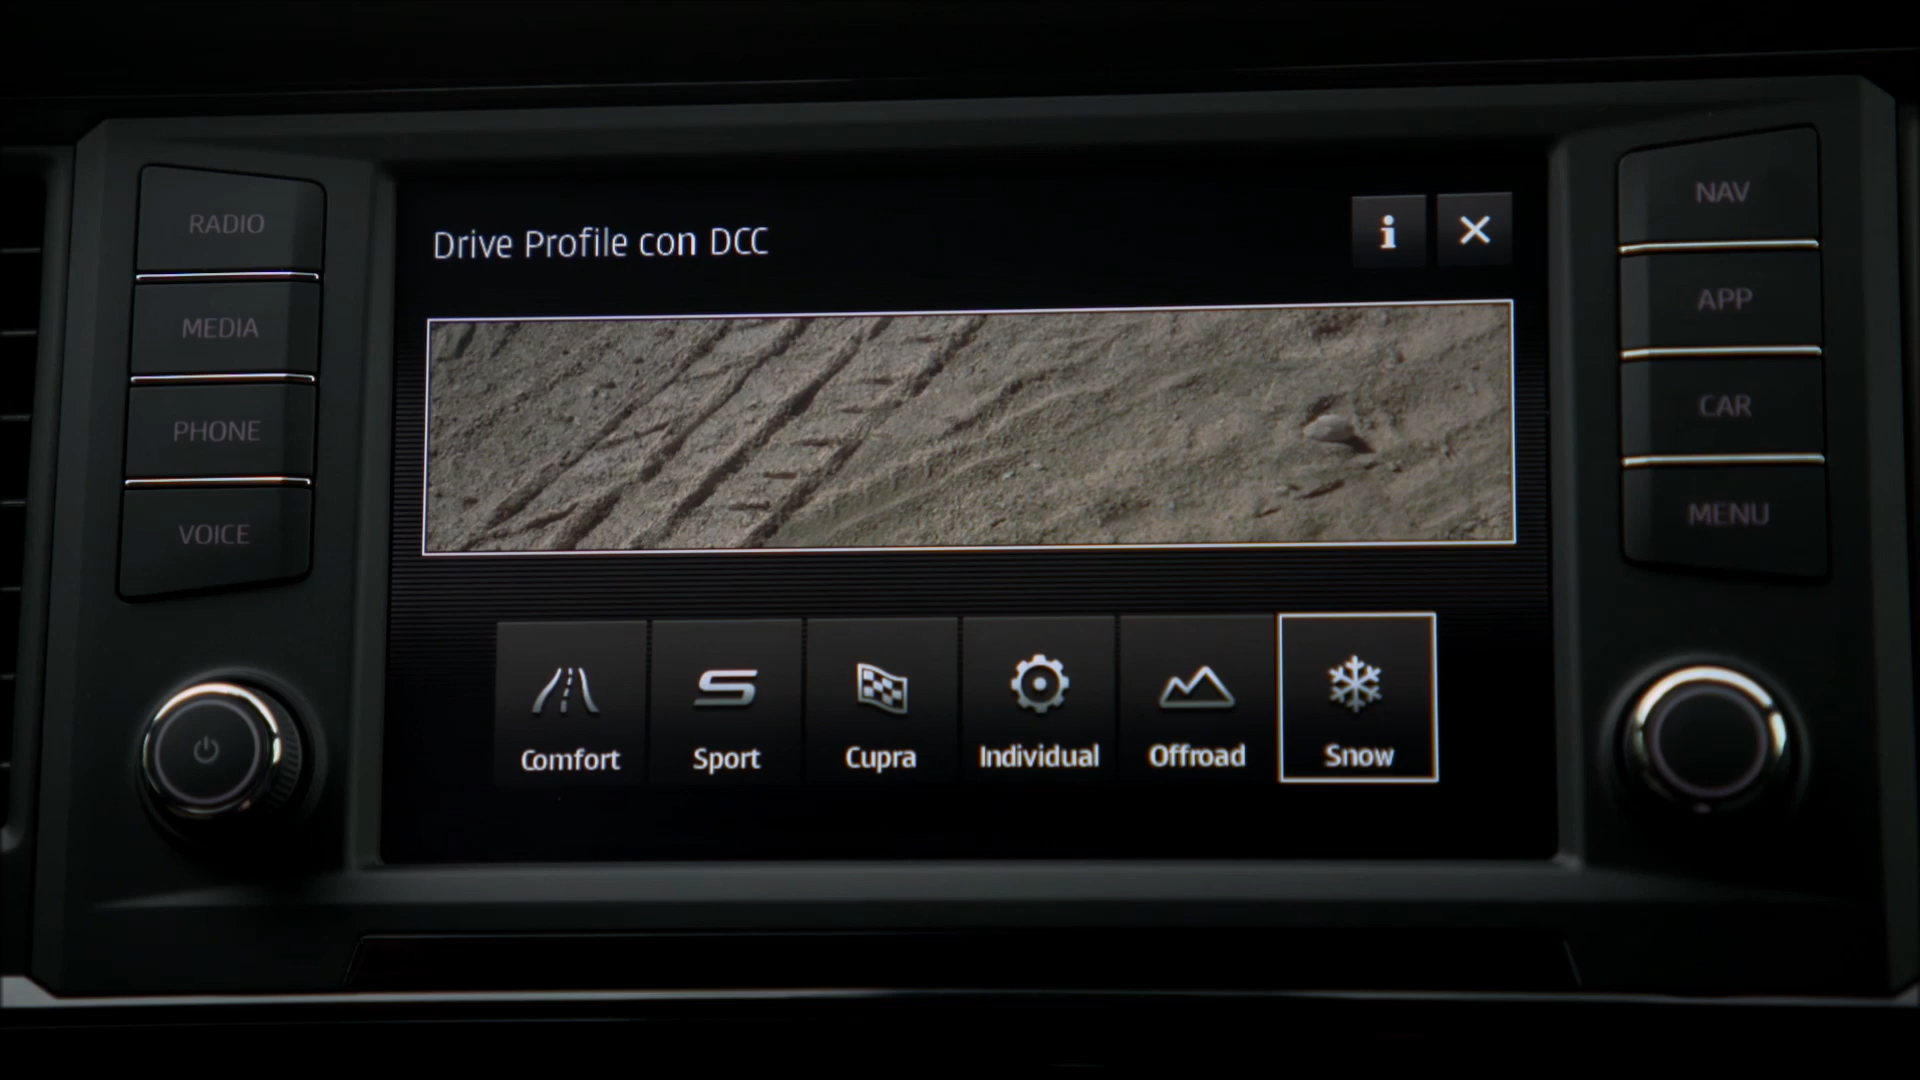 RADIO
MEDIA
PHONE
VOICE
Drive Profile con DCC
Comfort
Sport
Cupra
Individual
Offroad
Snow
NAV
APP
CAR
MENU